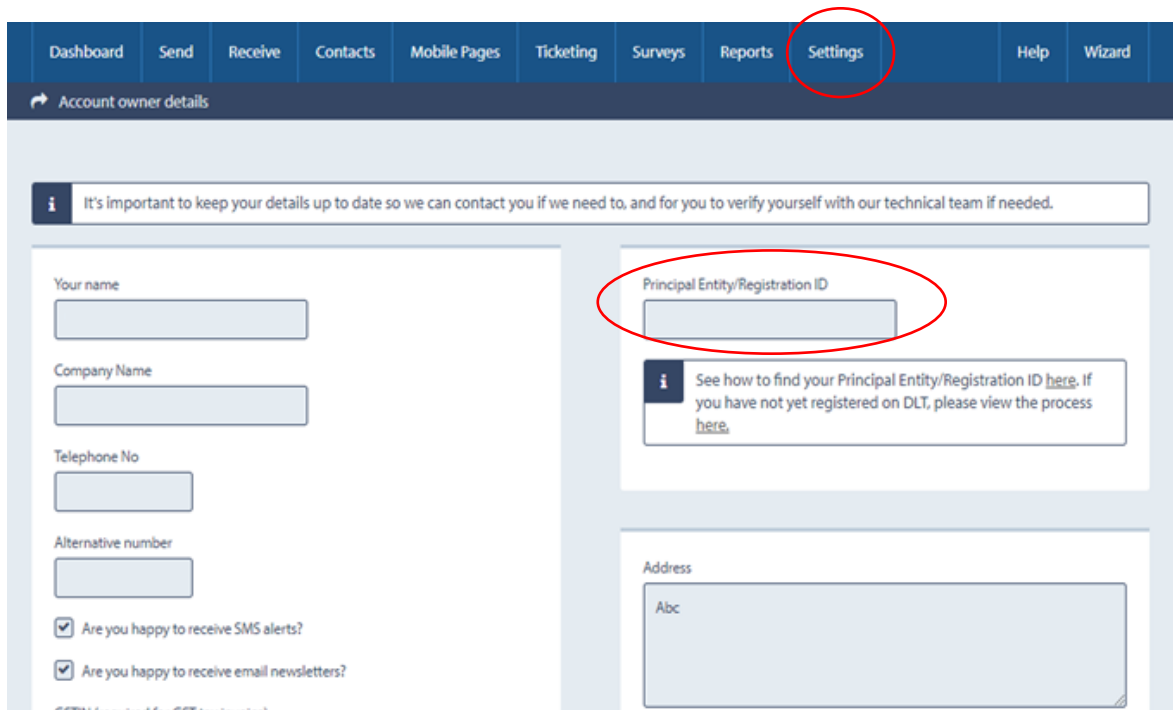 Dashboard Send Receive Contacts Mobile Pages Ticketing Surveys Reports Settings Help Wizard
Account owner details
i It's important to keep your details up to date so we can contact you if we need to, and for you to verify yourself with our technical team if needed.
Your name
Company Name
Telephone No
Alternative number
Are you happy to receive SMS alerts?
Are you happy to receive email newsletters?
Principal Entity/Registration ID
i See how to find your Principal Entity/Registration ID here. If
you have not yet registered on DLT, please view the process
here.
Address
Abc